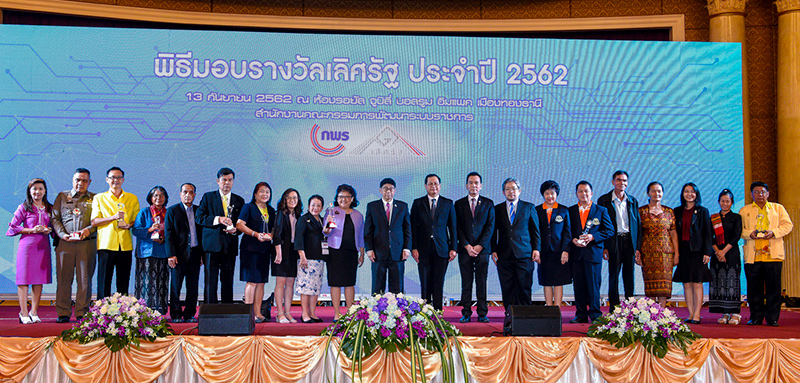 พิธีมอบรางวัลเลิศรัฐ ประจำปี 2562
13 กันยายน 2562 ณ ห้องรอยัล จูบิลี่ บอลรูม อิมแพค เมืองทองธานี
สำนักงานคณะกรรมการพัฒนาระบบราชการ
กพร